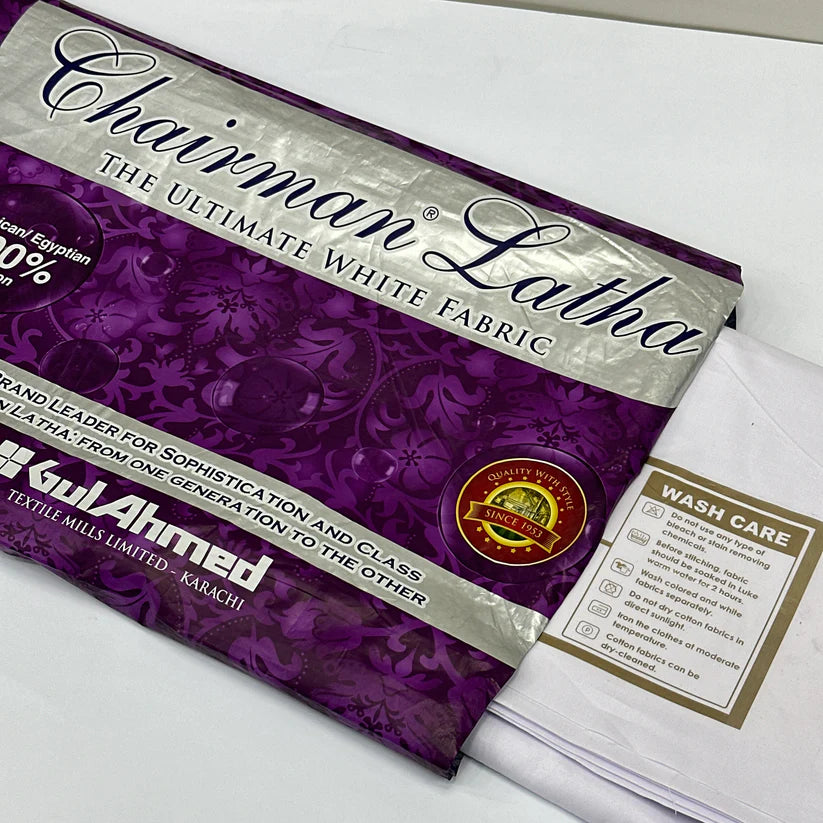 Chairman® Latha
THE ULTIMATE WHITE FABRIC
Egyptian
BRAND LEADER FOR SOPHISTICATION AND CLASS
LATHA: FROM ONE GENERATION TO THE OTHER
GulAhmed
TEXTILE MILLS LIMITED - KARACHI
QUALITY WITH STYLE
SINCE 1953
WASH CARE
Do not use any type of
bleach or stain removing
chemicals.
Before stitching, fabric
should be soaked in Luke
warm water for 2 hours.
Wash colored and while
fabrics separately.
Do not dry cotton fabrics in
direct sunlight.
Iron the clothes at moderate
temperature.
Cotton fabrics can be
dry-cleaned.